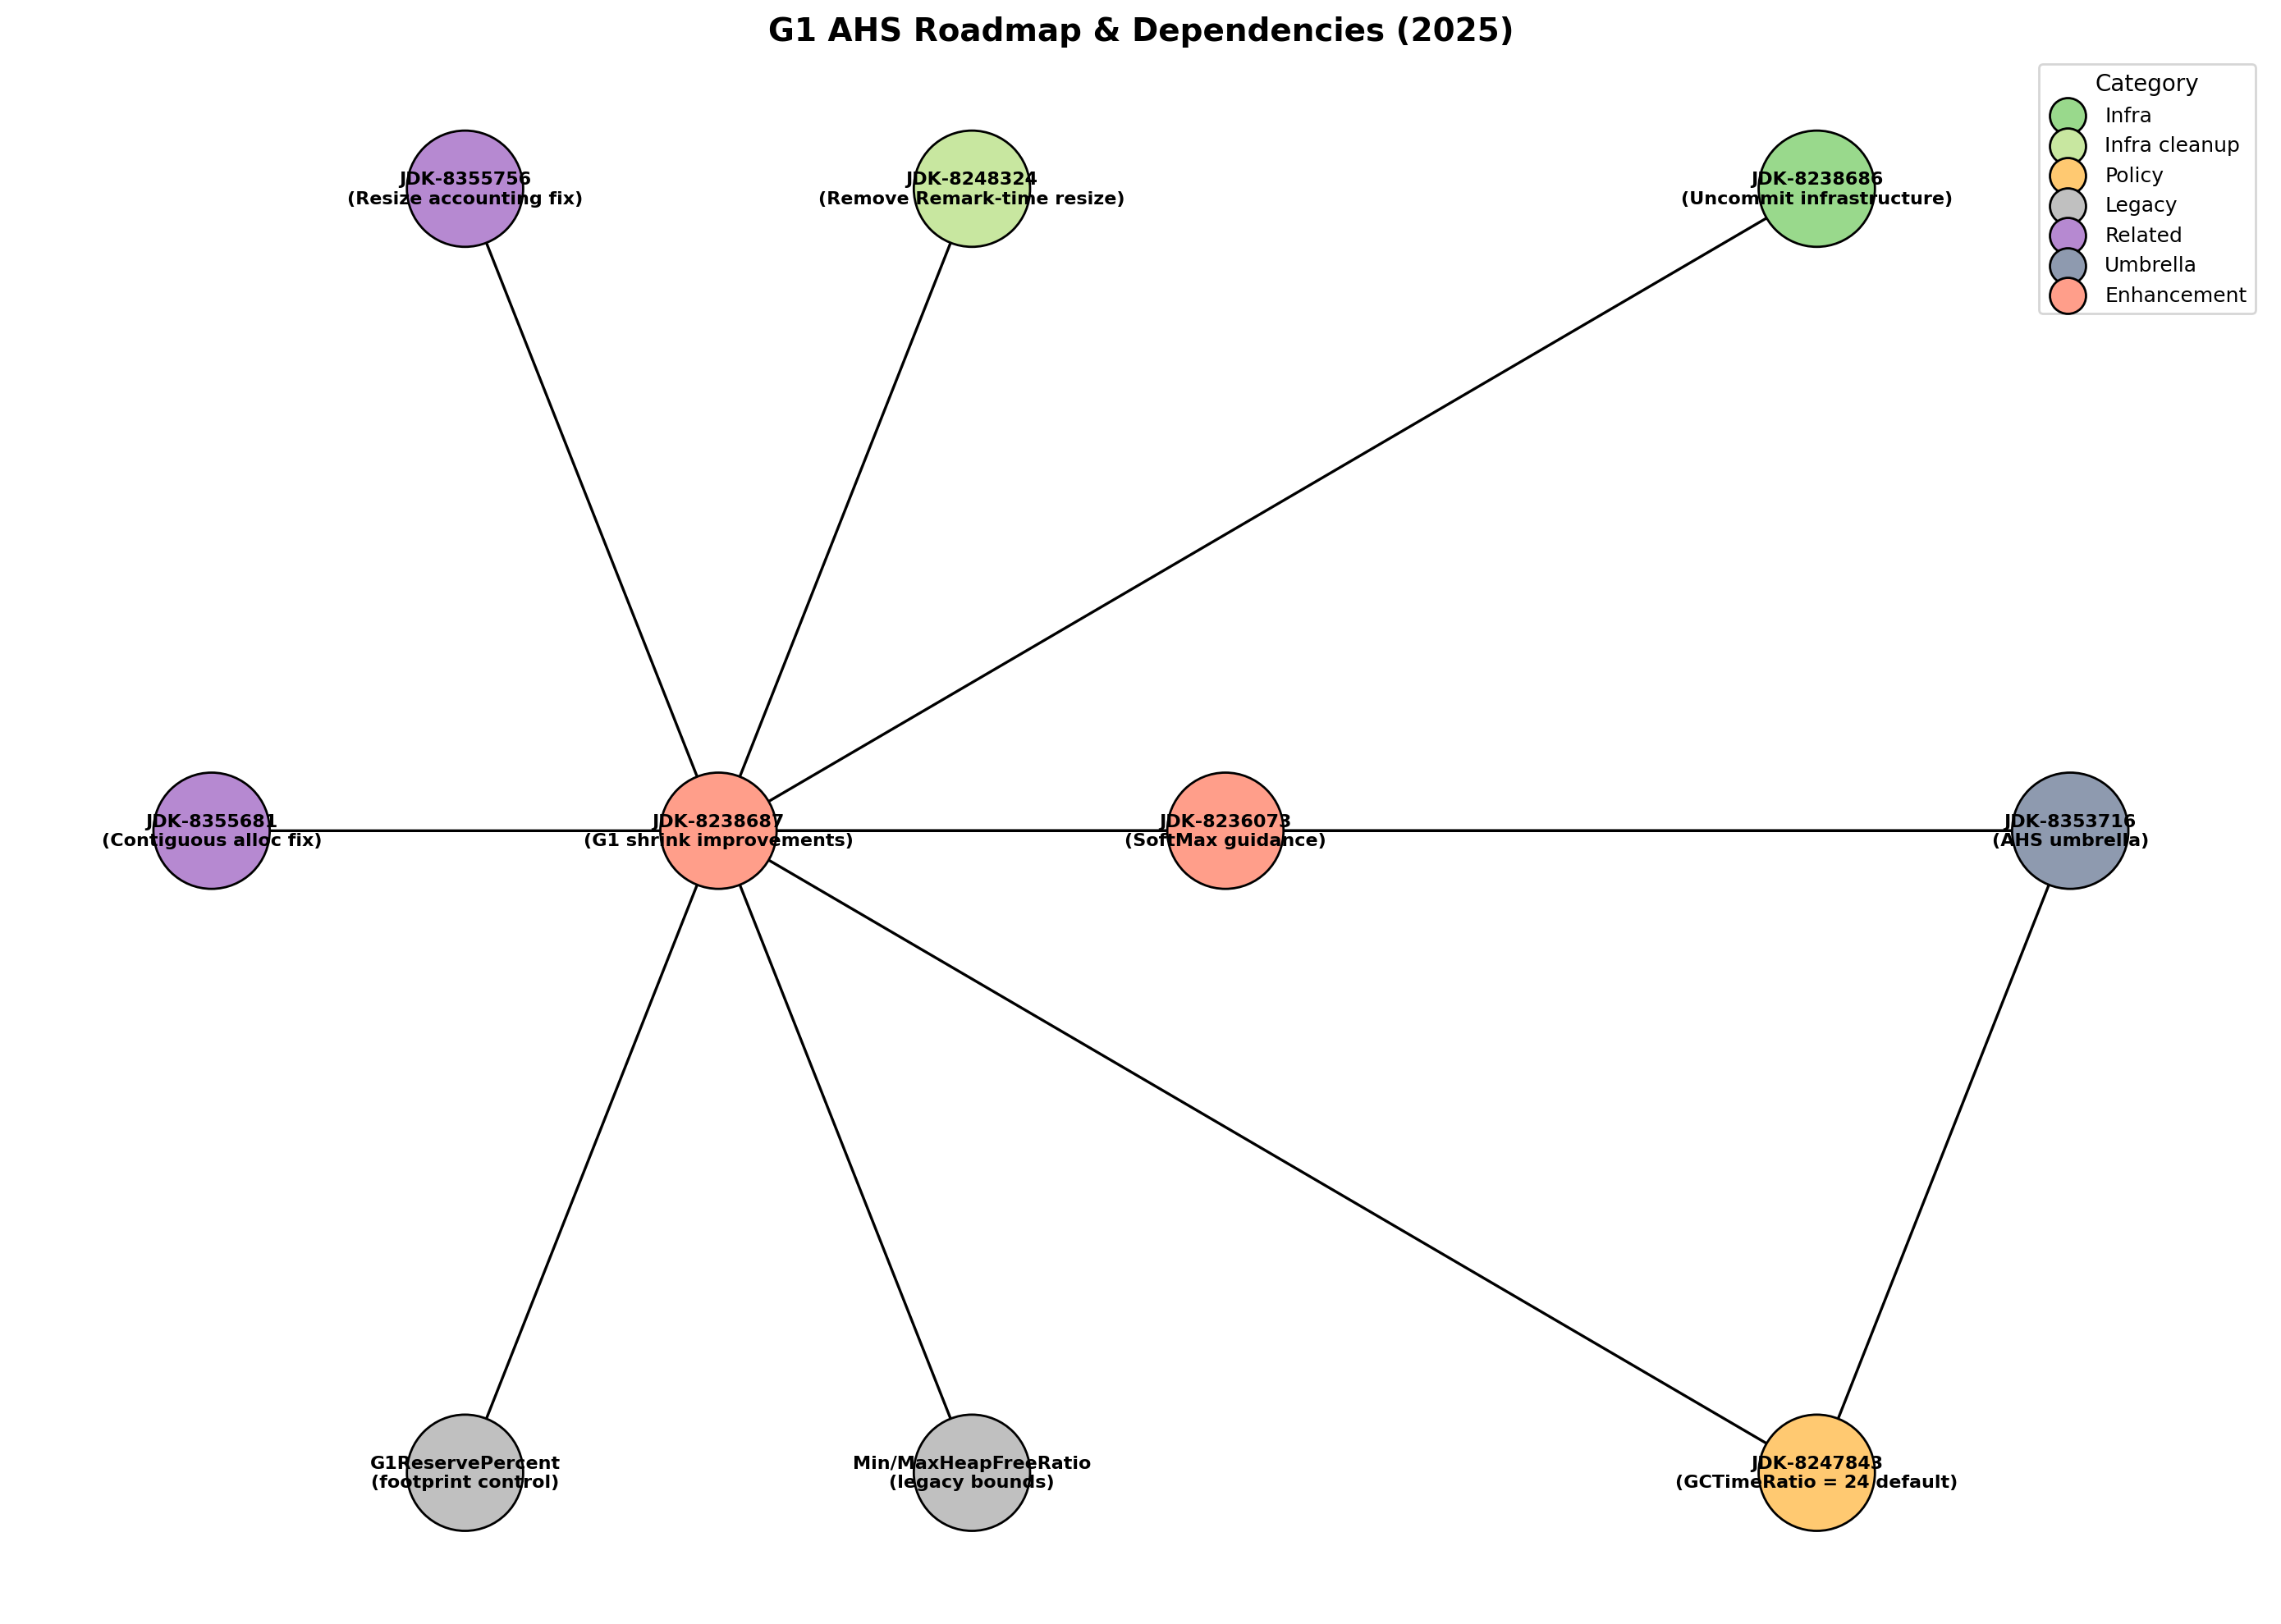 G1 AHS Roadmap & Dependencies (2025)
Category
Infra
Infra cleanup
Policy
Legacy
Related
Umbrella
Enhancement
JDK-8355756
(Resize accounting fix)
JDK-8248324
(Remove Remark-time resize)
JDK-8238686
(Uncommit infrastructure)
JDK-8355681
(Contiguous alloc fix)
JDK-8238687
(G1 shrink improvements)
JDK-8236073
(SoftMax guidance)
JDK-8353716
(AHS umbrella)
G1ReservePercent
(footprint control)
Min/MaxHeapFreeRatio
(legacy bounds)
JDK-8247843
(GCTimeRatio = 24 default)